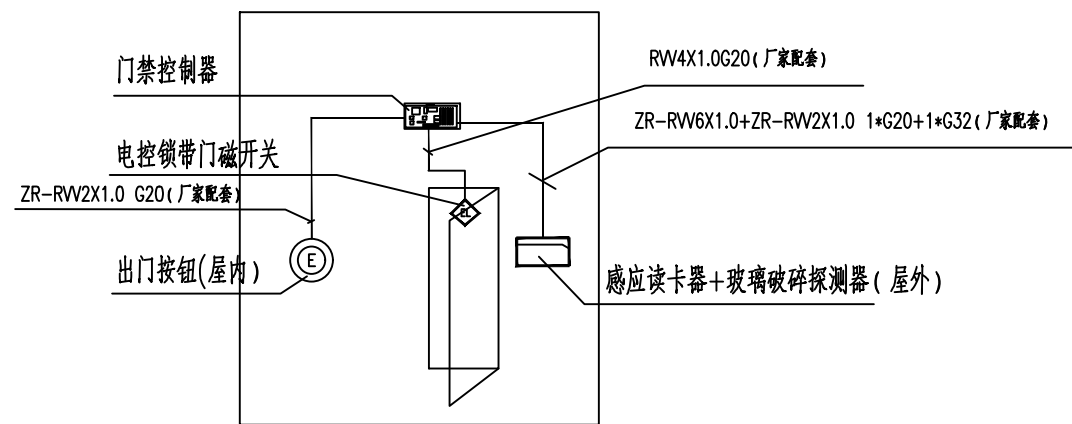 RVV4X1.0G20(厂家配套)
门禁控制器
ZR-RVV6X1.0+ZR-RVV2X1.0 1*G20+1*G32(厂家配套)
电控锁带门磁开关
ZR-RVV2X1.0 G20(厂家配套)
EL
E
出门按钮(屋内)
感应读卡器+玻璃破碎探测器(屋外)